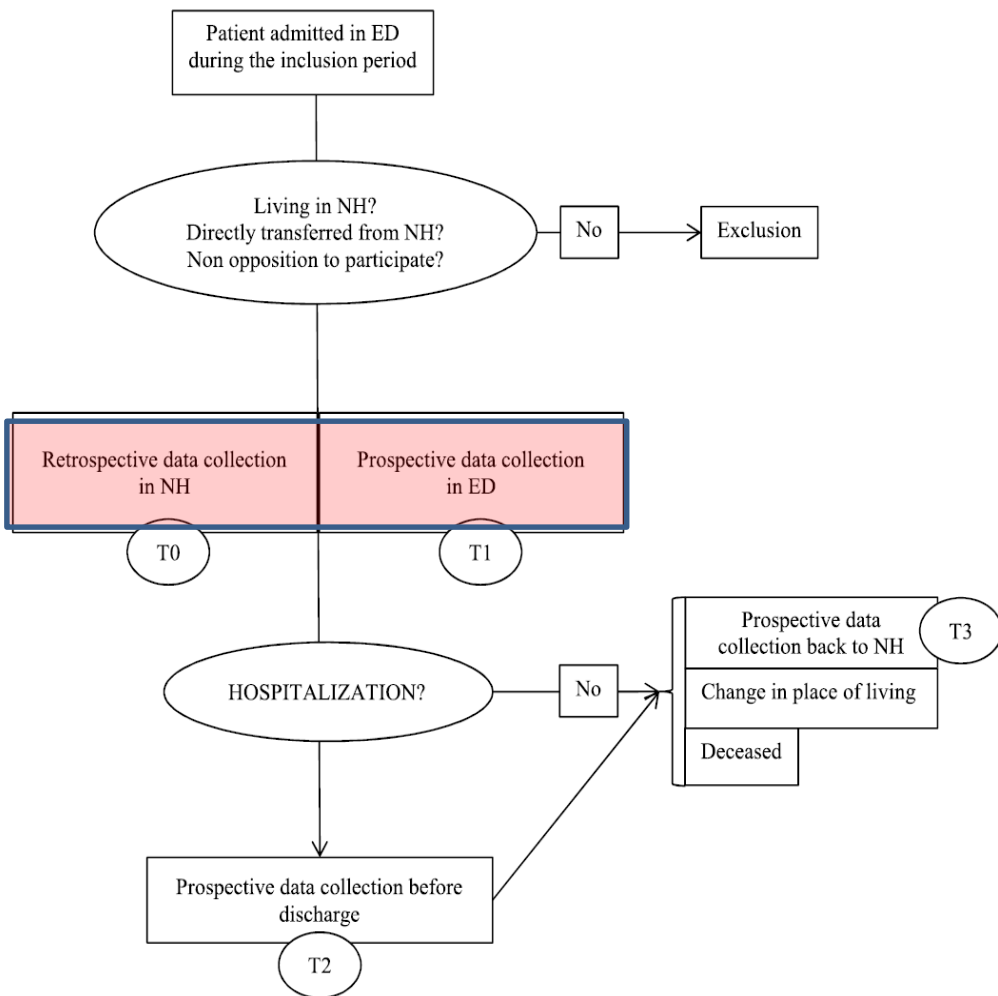 Patient admitted in ED
during the inclusion period
Living in NH?
Directly transferred from NH?
Non opposition to participate?
No
Exclusion
Retrospective data collection
in NH
Prospective data collection
in ED
T0
T1
HOSPITALIZATION?
No
Prospective data
collection back to NH
T3
Change in place of living
Deceased
Prospective data collection before
discharge
T2